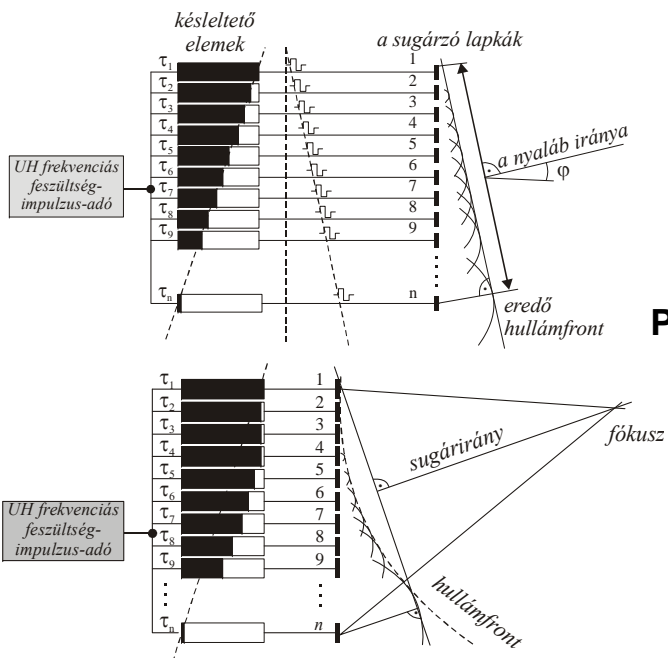 késleltető
elemek
a sugárzó lapkák
τ1
τ2
τ3
τ4
τ5
τ6
τ7
τ8
τ9
τn
1
2
3
4
5
6
7
8
9
n
UH frekvenciás
feszültség-
impulzus-adó
a nyaláb iránya
φ
eredő
hullámfront
P
τ1
τ2
τ3
τ4
τ5
τ6
τ7
τ8
τ9
τn
1
2
3
4
5
6
7
8
9
n
UH frekvenciás
feszültség-
impulzus-adó
sugárirány
fókusz
hullámfront